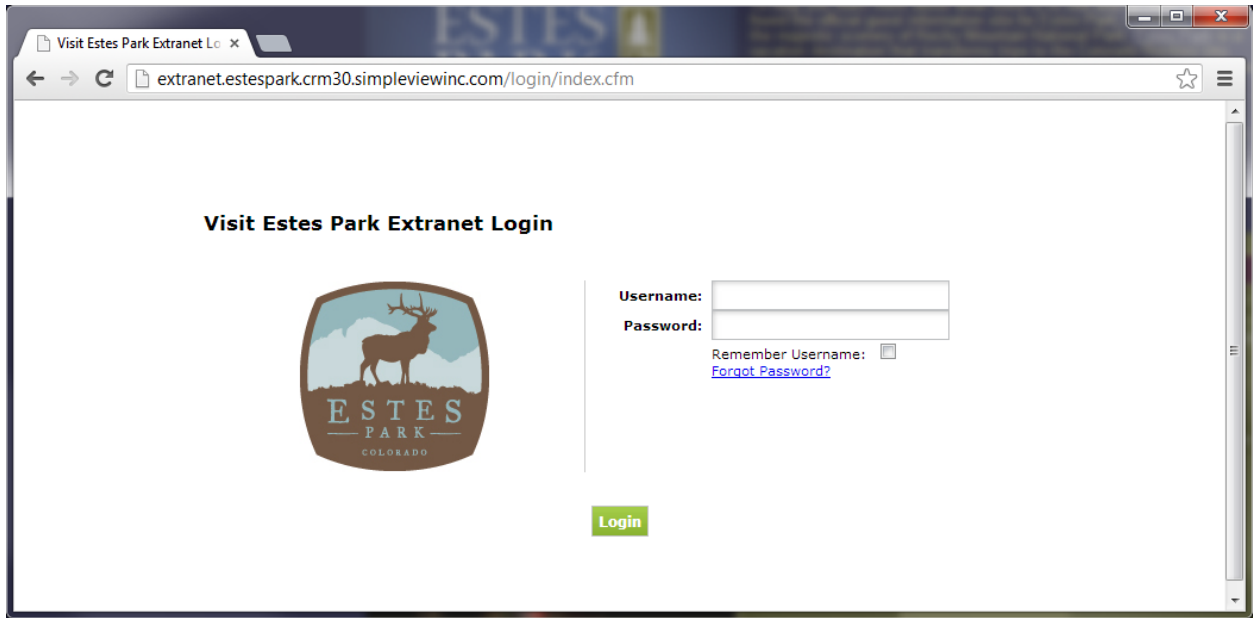 ESTES
Visit Estes Park Extranet Lo
extranet.estespark.crm30.simpleviewinc.com/login/index.cfm
Visit Estes Park Extranet Login
Username:
Password:
Remember Username:
Forgot Password?
ESTES
PARK
COLORADO
Login